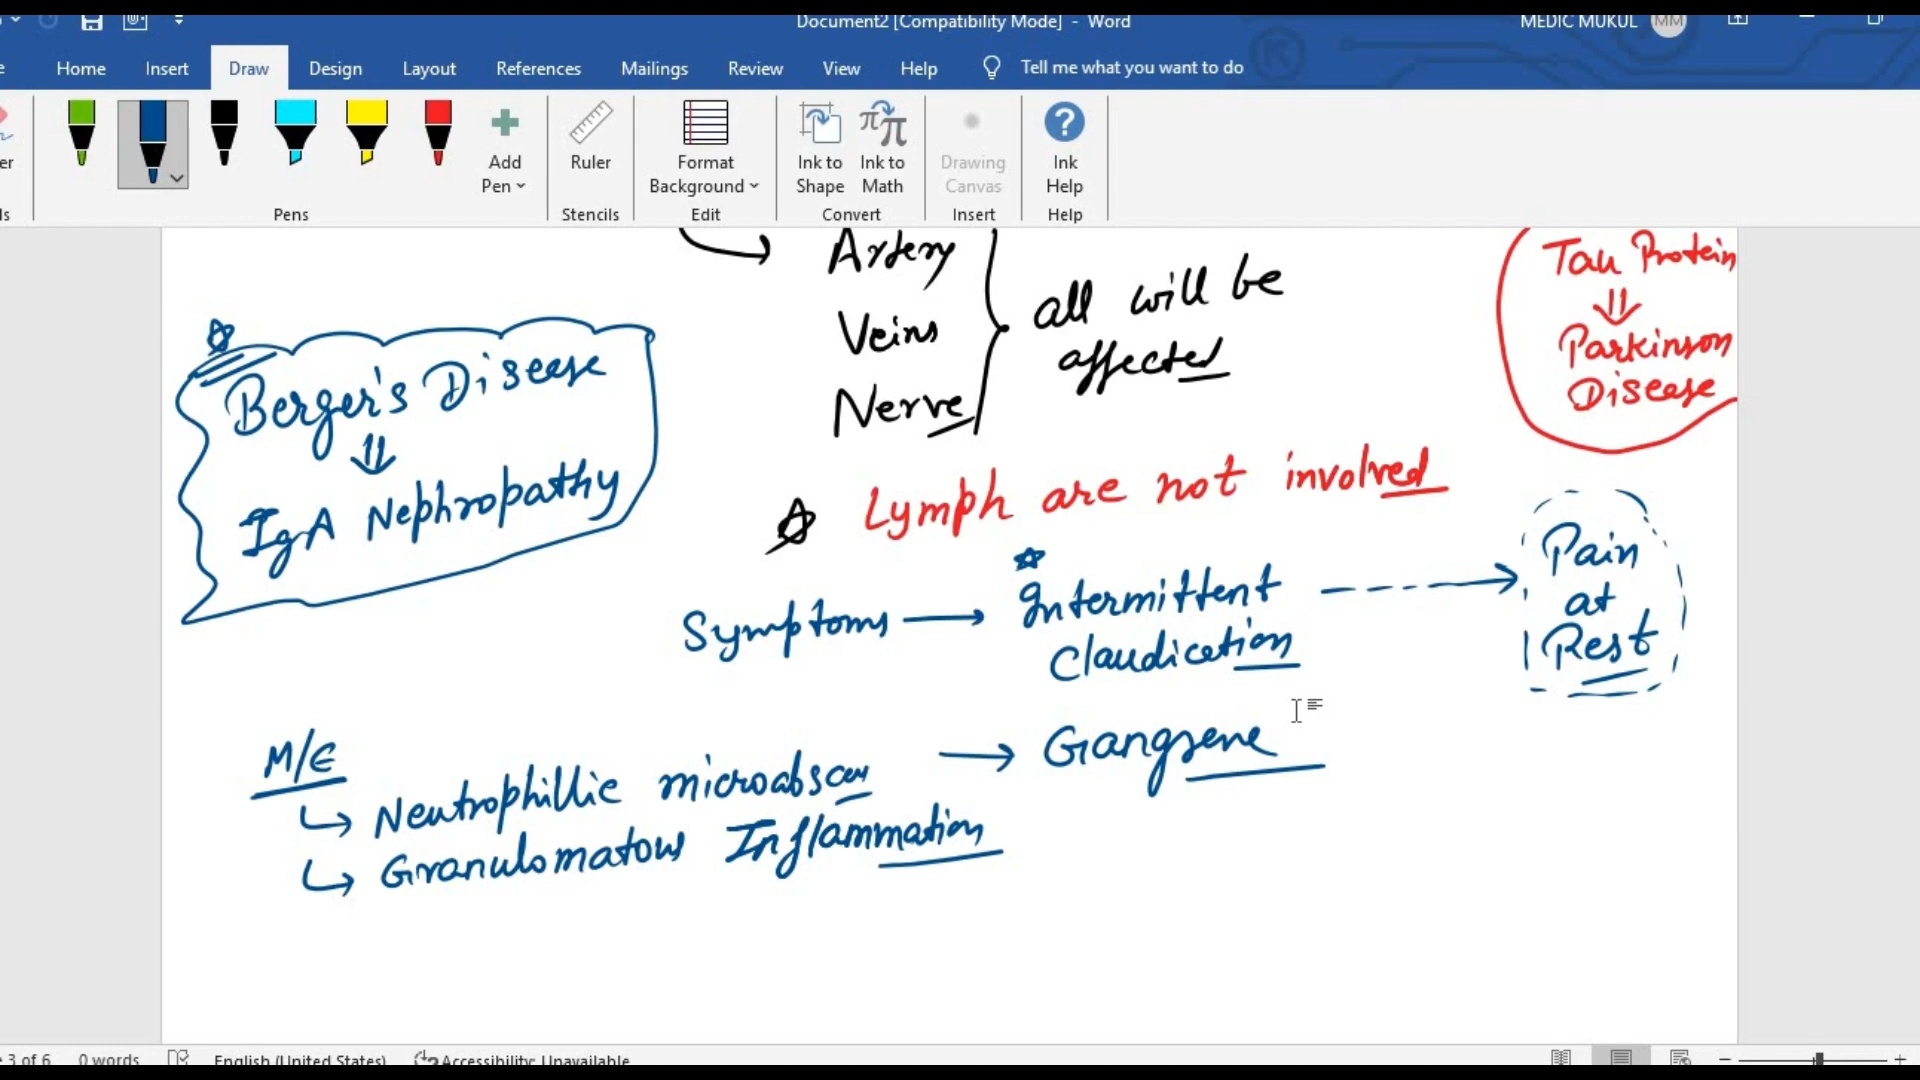 Document2 [Compatibility Mode] - Word
MEDIC MUKUL MM
Home Insert Draw Design Layout References Mailings Review View Help Tell me what you want to do
Add Pen
Ruler
Format Background
Ink to Shape
Ink to Math
Drawing Canvas
Ink Help
Pens Stencils Edit Convert Insert Help
Artery
Veins
Nerve
all will be
affected
Tau Protein
Parkinson
Disease
Berger's Disease
IgA Nephropathy
Lymph are not involved
Symptoms → Intermittent
Claudication
Pain
at
Rest
→ Gangrene
M/E
Neutrophillic
Granulomatous Inflammation
3 of 6 0 words English (United States) Accessibility: Unavailable